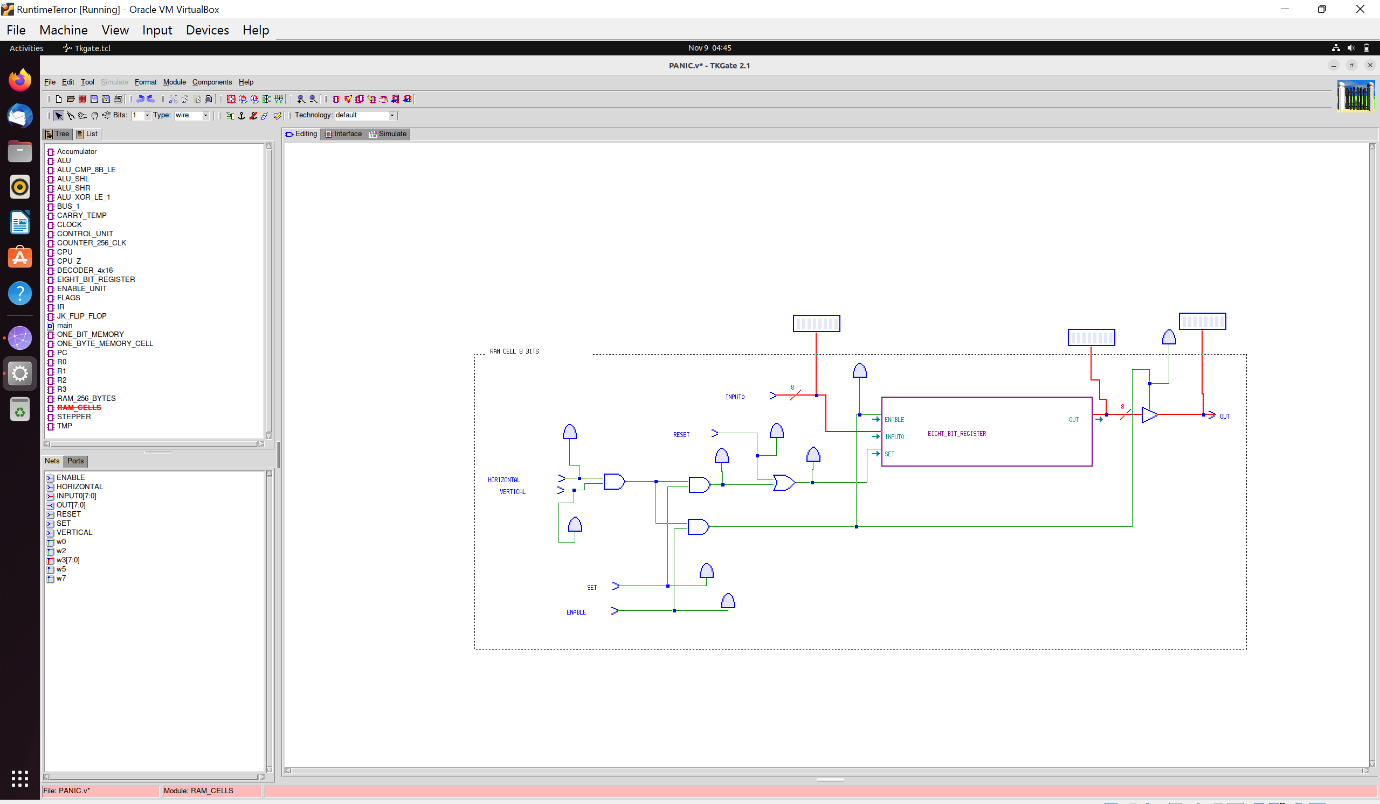 RuntimeTerror [Running] - Oracle VM VirtualBox
File Machine View Input Devices Help
Activities Tkgate.tcl Nov 9 04:45
PANIC.v* - TKGate 2.1
File Edit Tool Simulate Format Module Components Help
Bits: 1 Type: wire Technology: default
Tree List
Editing Interface Simulate
Accumulator
ALU
ALU_CMP_8B_LE
ALU_SHL
ALU_SHR
ALU_XOR_LE_1
BUS_1
CARRY_TEMP
CLOCK
CONTROL_UNIT
COUNTER_256_CLK
CPU
CPU_Z
DECODER_4x16
EIGHT_BIT_REGISTER
ENABLE_UNIT
FLAGS
IR
JK_FLIP_FLOP
main
ONE_BIT_MEMORY
ONE_BYTE_MEMORY_CELL
PC
R0
R1
R2
R3
RAM_256_BYTES
RAM_CELLS
STEPPER
TMP
Nets Ports
ENABLE
HORIZONTAL
INPUT0[7:0]
OUT[7:0]
RESET
SET
VERTICAL
w0
w2
w3[7:0]
w5
w7
RAM CELL 8 BITS
INPUT0
8
RESET
HORIZONTAL
VERTICAL
SET
ENABLE
ENABLE
INPUT0
SET
EIGHT_BIT_REGISTER
OUT
8
OUT
File: PANIC.v* Module: RAM_CELLS